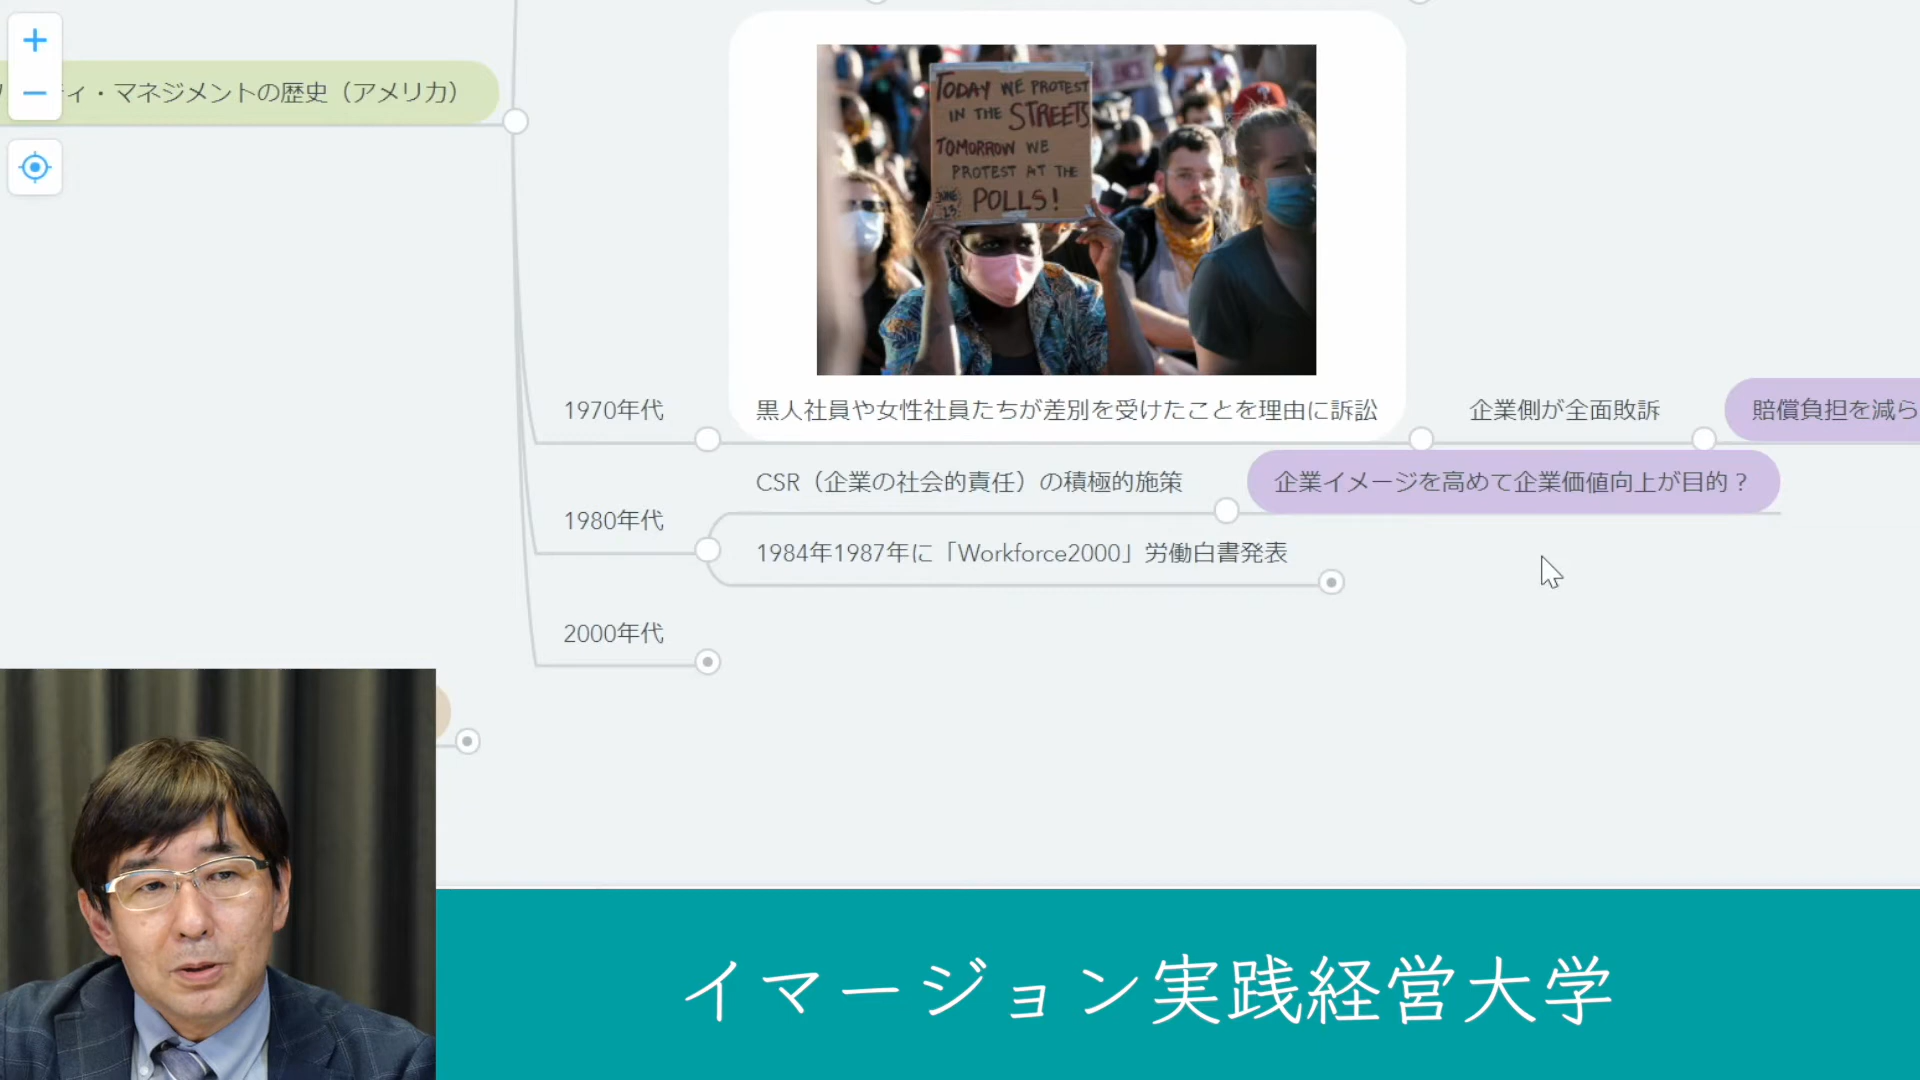 ィ・マネジメントの歴史（アメリカ）
TODAY WE PROTEST
IN THE STREETS
TOMORROW WE
PROTEST AT THE
POLLS!
JUNE
23
1970年代
黒人社員や女性社員たちが差別を受けたことを理由に訴訟
企業側が全面敗訴
賠償負担を減ら
1980年代
CSR（企業の社会的責任）の積極的施策
企業イメージを高めて企業価値向上が目的？
1984年1987年に「Workforce2000」労働白書発表
2000年代
イマージョン実践経営大学